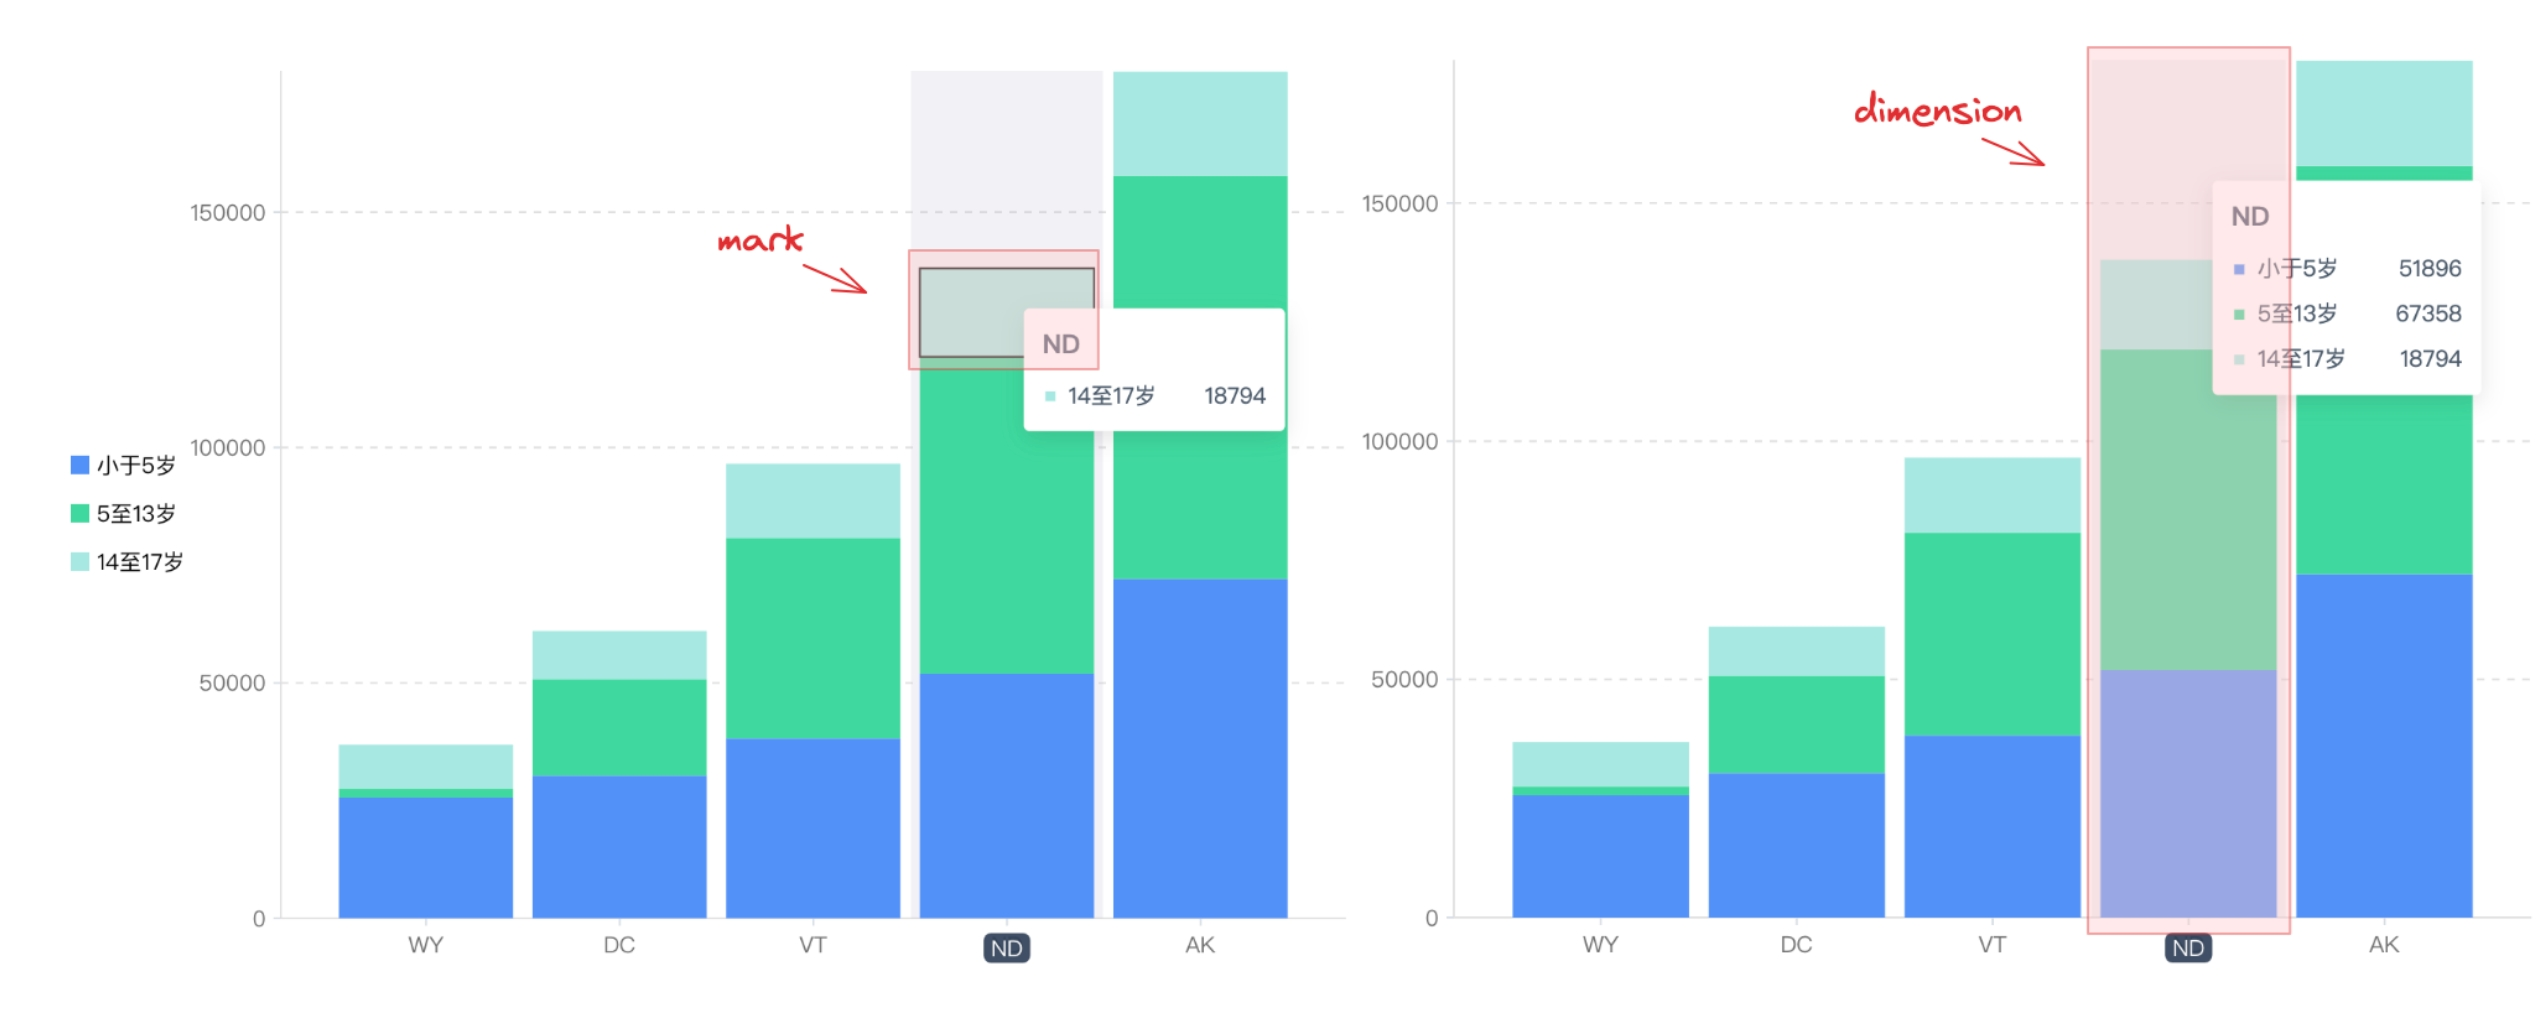 mark
150000
100000
50000
0
小于5岁
5至13岁
14至17岁
ND
14至17岁 18794
WY DC VT ND AK
dimension
150000
100000
50000
0
ND
小于5岁 51896
5至13岁 67358
14至17岁 18794
WY DC VT ND AK